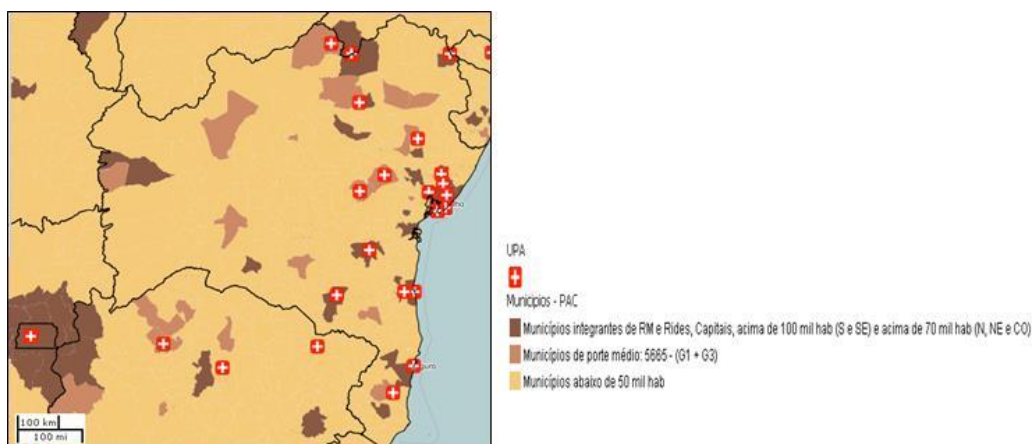 UPA
Municípios - PAC
Municípios integrantes de RM e Rides, Capitais, acima de 100 mil hab (S e SE) e acima de 70 mil hab (N, NE e CO)
Municípios de porte médio: 5665 - (G1 + G3)
Municípios abaixo de 50 mil hab
100 km
100 mi